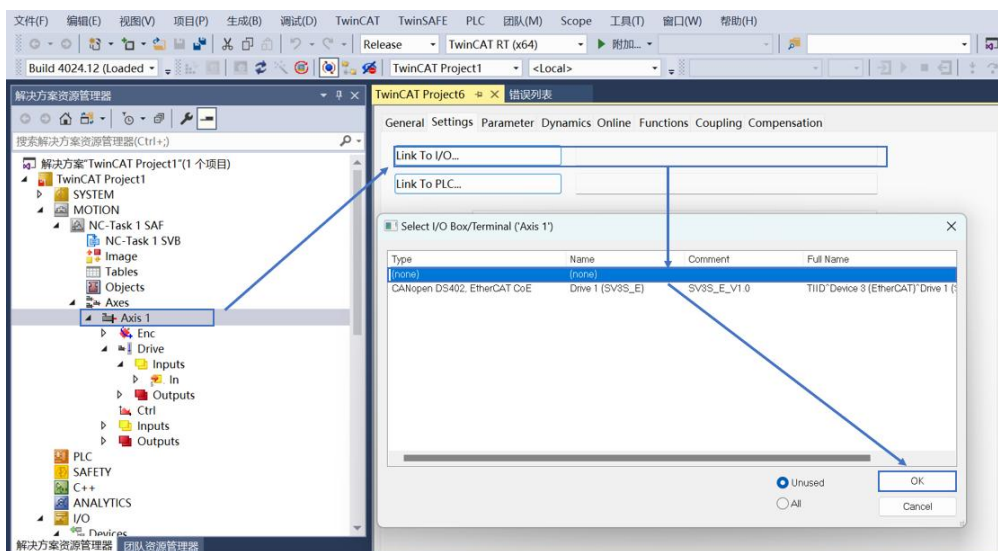 文件(F) 编辑(E) 视图(V) 项目(P) 生成(B) 调试(D) TwinCAT TwinSAFE PLC 团队(M) Scope 工具(T) 窗口(W) 帮助(H)
Release TwinCAT RT (x64) 附加...
Build 4024.12 (Loaded TwinCAT Project1 <Local>
解决方案资源管理器
TwinCAT Project6 错误列表
搜索解决方案资源管理器(Ctrl+;)
解决方案"TwinCAT Project1"(1 个项目)
TwinCAT Project1
SYSTEM
MOTION
NC-Task 1 SAF
NC-Task 1 SVB
Image
Tables
Objects
Axes
Axis 1
Enc
Drive
Inputs
In
Outputs
Ctrl
Inputs
Outputs
PLC
SAFETY
C++
ANALYTICS
I/O
Devices
解决方案资源管理器 团队资源管理器
General Settings Parameter Dynamics Online Functions Coupling Compensation
Link To I/O...
Link To PLC...
Select I/O Box/Terminal ('Axis 1')
Type Name Comment Full Name
(none) (none)
CANopen DS402, EtherCAT CoE Drive 1 (SV3S_E) SV3S_E_V1.0 TIID^Device 3 (EtherCAT)^Drive 1 (
Unused
All
OK
Cancel